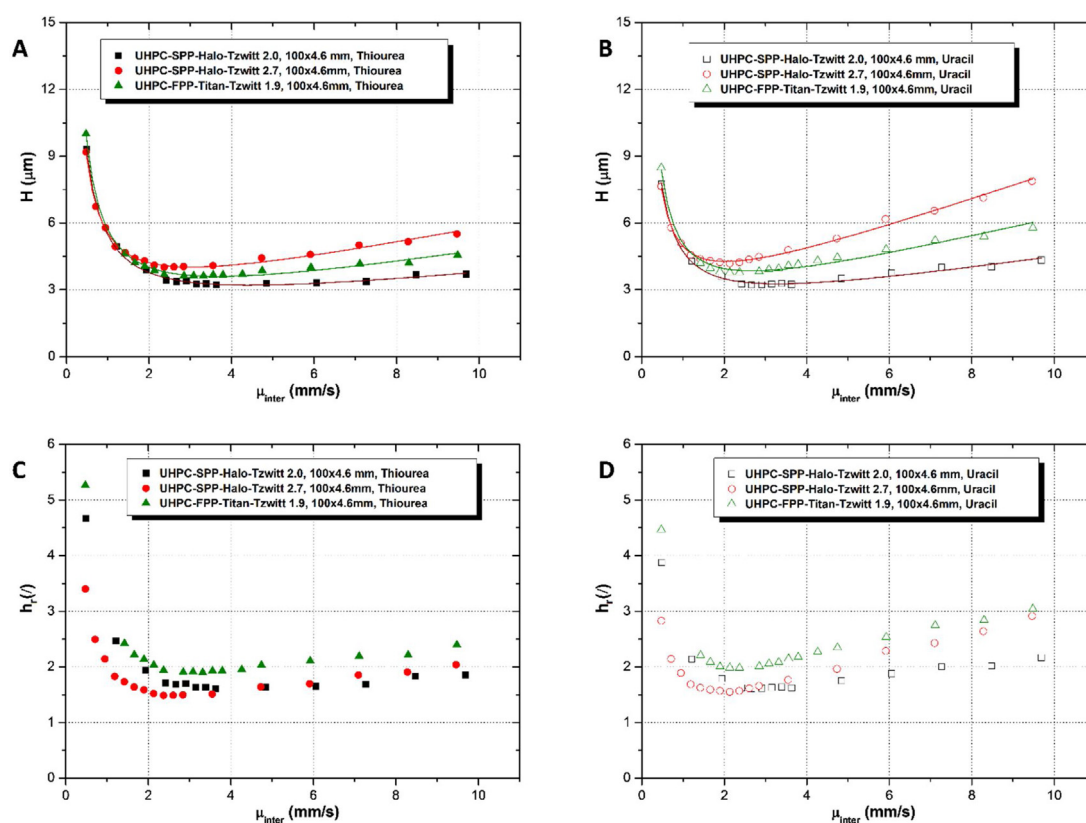 A
UHPC-SPP-Halo-Tzwitt 2.0, 100x4.6 mm, Thiourea
UHPC-SPP-Halo-Tzwitt 2.7, 100x4.6mm, Thiourea
UHPC-FPP-Titan-Tzwitt 1.9, 100x4.6mm, Thiourea
H (μm)
15
12
9
6
3
0
0 2 4 6 8 10
μinter (mm/s)
B
UHPC-SPP-Halo-Tzwitt 2.0, 100x4.6 mm, Uracil
UHPC-SPP-Halo-Tzwitt 2.7, 100x4.6mm, Uracil
UHPC-FPP-Titan-Tzwitt 1.9, 100x4.6mm, Uracil
H (μm)
15
12
9
6
3
0
0 2 4 6 8 10
μinter (mm/s)
C
UHPC-SPP-Halo-Tzwitt 2.0, 100x4.6 mm, Thiourea
UHPC-SPP-Halo-Tzwitt 2.7, 100x4.6mm, Thiourea
UHPC-FPP-Titan-Tzwitt 1.9, 100x4.6mm, Thiourea
hr(/)
6
5
4
3
2
1
0
0 2 4 6 8 10
μinter (mm/s)
D
UHPC-SPP-Halo-Tzwitt 2.0, 100x4.6 mm, Uracil
UHPC-SPP-Halo-Tzwitt 2.7, 100x4.6mm, Uracil
UHPC-FPP-Titan-Tzwitt 1.9, 100x4.6mm, Uracil
hr(/)
6
5
4
3
2
1
0
0 2 4 6 8 10
μinter (mm/s)